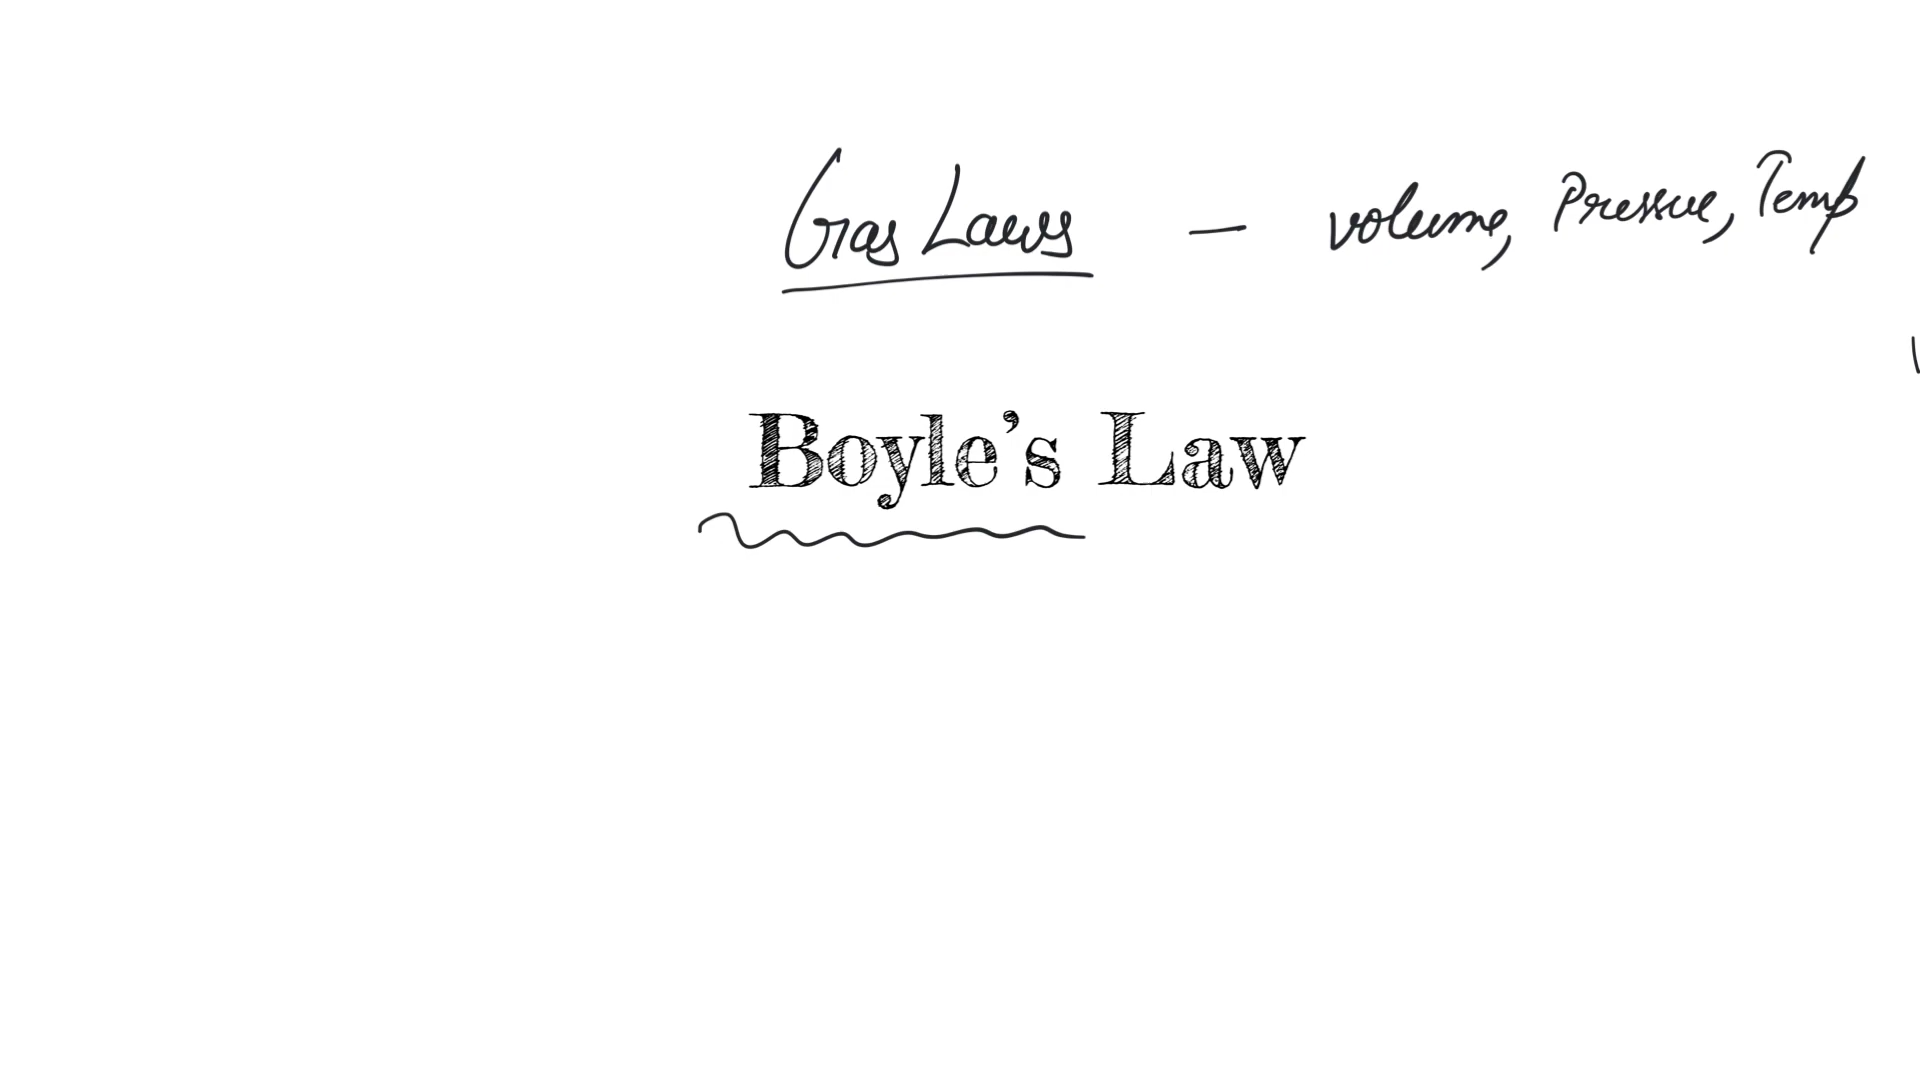 Gas Laws — volume, Pressure, Temp
Boyle's Law